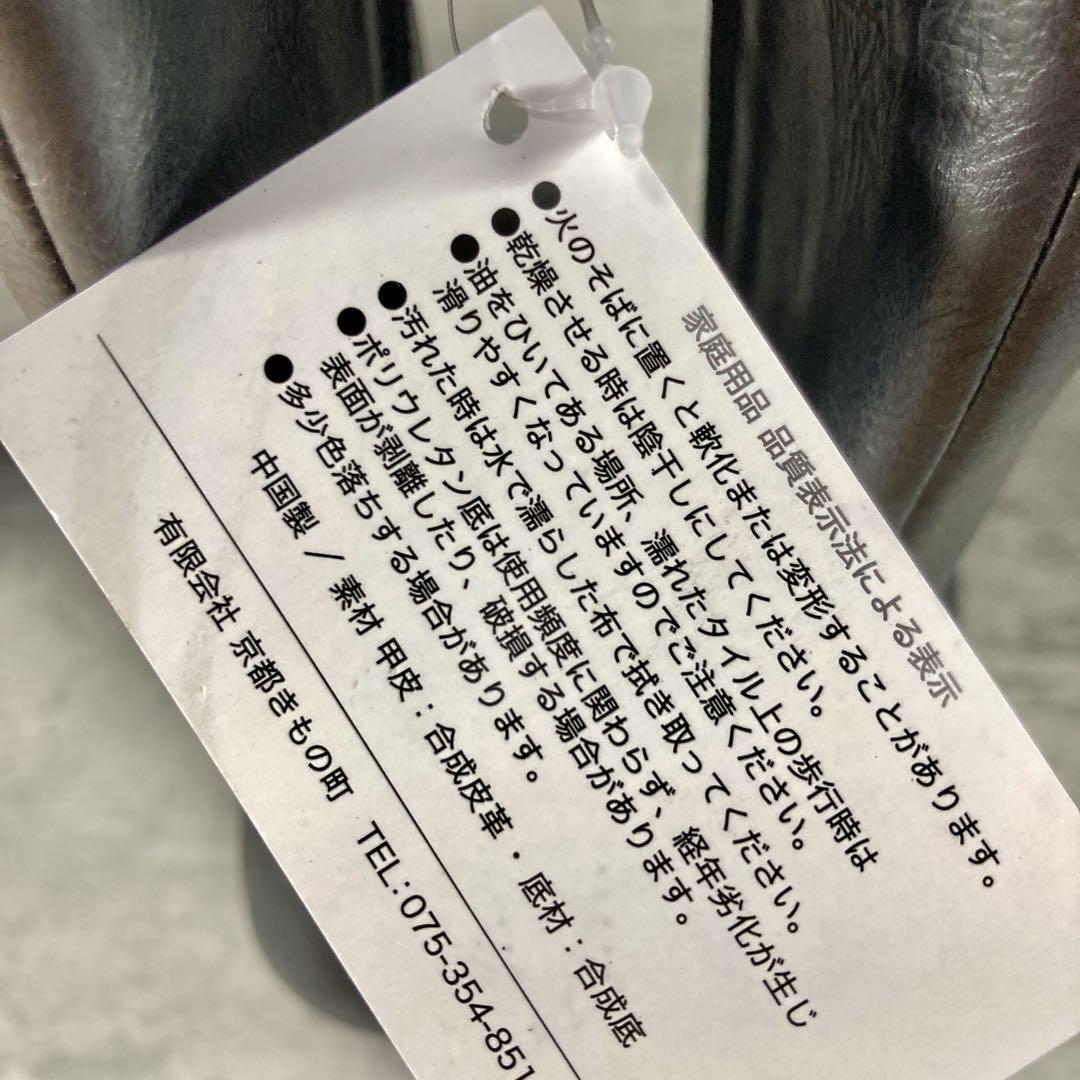 家庭用品 品質表示法による表示
●火のそばに置くと軟化または変形することがあります。
●乾燥させる時は陰干しにしてください。
●油をひいてある場所、濡れたタイル上の歩行時は
滑りやすくなっていますのでご注意ください。
●汚れた時は水で濡らした布で拭き取ってください。
●ポリウレタン底は使用頻度に関わらず、経年劣化が生じ
表面が剥離したり、破損する場合があります。
●多少色落ちする場合があります。
中国製 / 素材 甲皮：合成皮革・底材：合成底
有限会社 京都きもの町 TEL:075-354-851